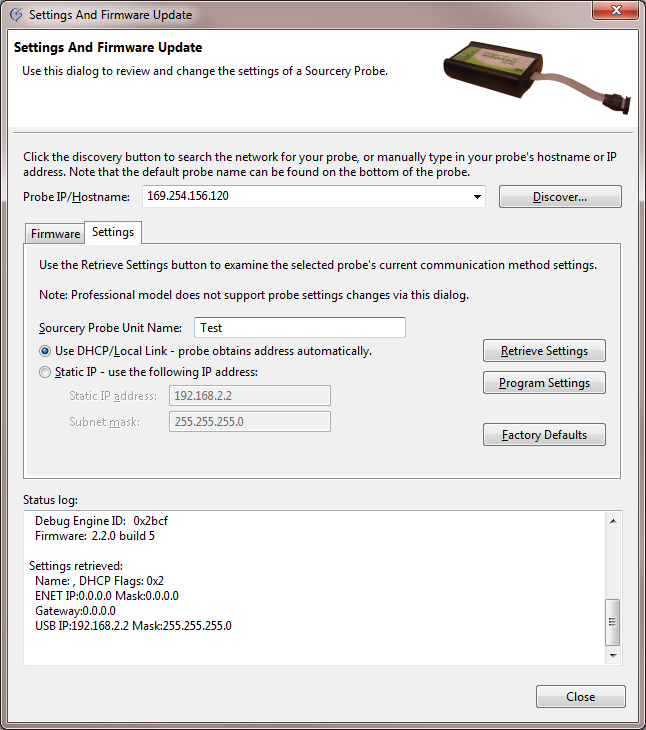 Settings And Firmware Update
Settings And Firmware Update
Use this dialog to review and change the settings of a Sourcery Probe.
Click the discovery button to search the network for your probe, or manually type in your probe's hostname or IP
address. Note that the default probe name can be found on the bottom of the probe.
Probe IP/Hostname: 169.254.156.120 Discover...
Firmware Settings
Use the Retrieve Settings button to examine the selected probe's current communication method settings.
Note: Professional model does not support probe settings changes via this dialog.
Sourcery Probe Unit Name: Test
Use DHCP/Local Link - probe obtains address automatically. Retrieve Settings
Static IP - use the following IP address:
Program Settings
Static IP address: 192.168.2.2
Subnet mask: 255.255.255.0
Factory Defaults
Status log:
Debug Engine ID: 0x2bcf
Firmware: 2.2.0 build 5
Settings retrieved:
Name: , DHCP Flags: 0x2
ENET IP:0.0.0.0 Mask:0.0.0.0
Gateway:0.0.0.0
USB IP:192.168.2.2 Mask:255.255.255.0
Close